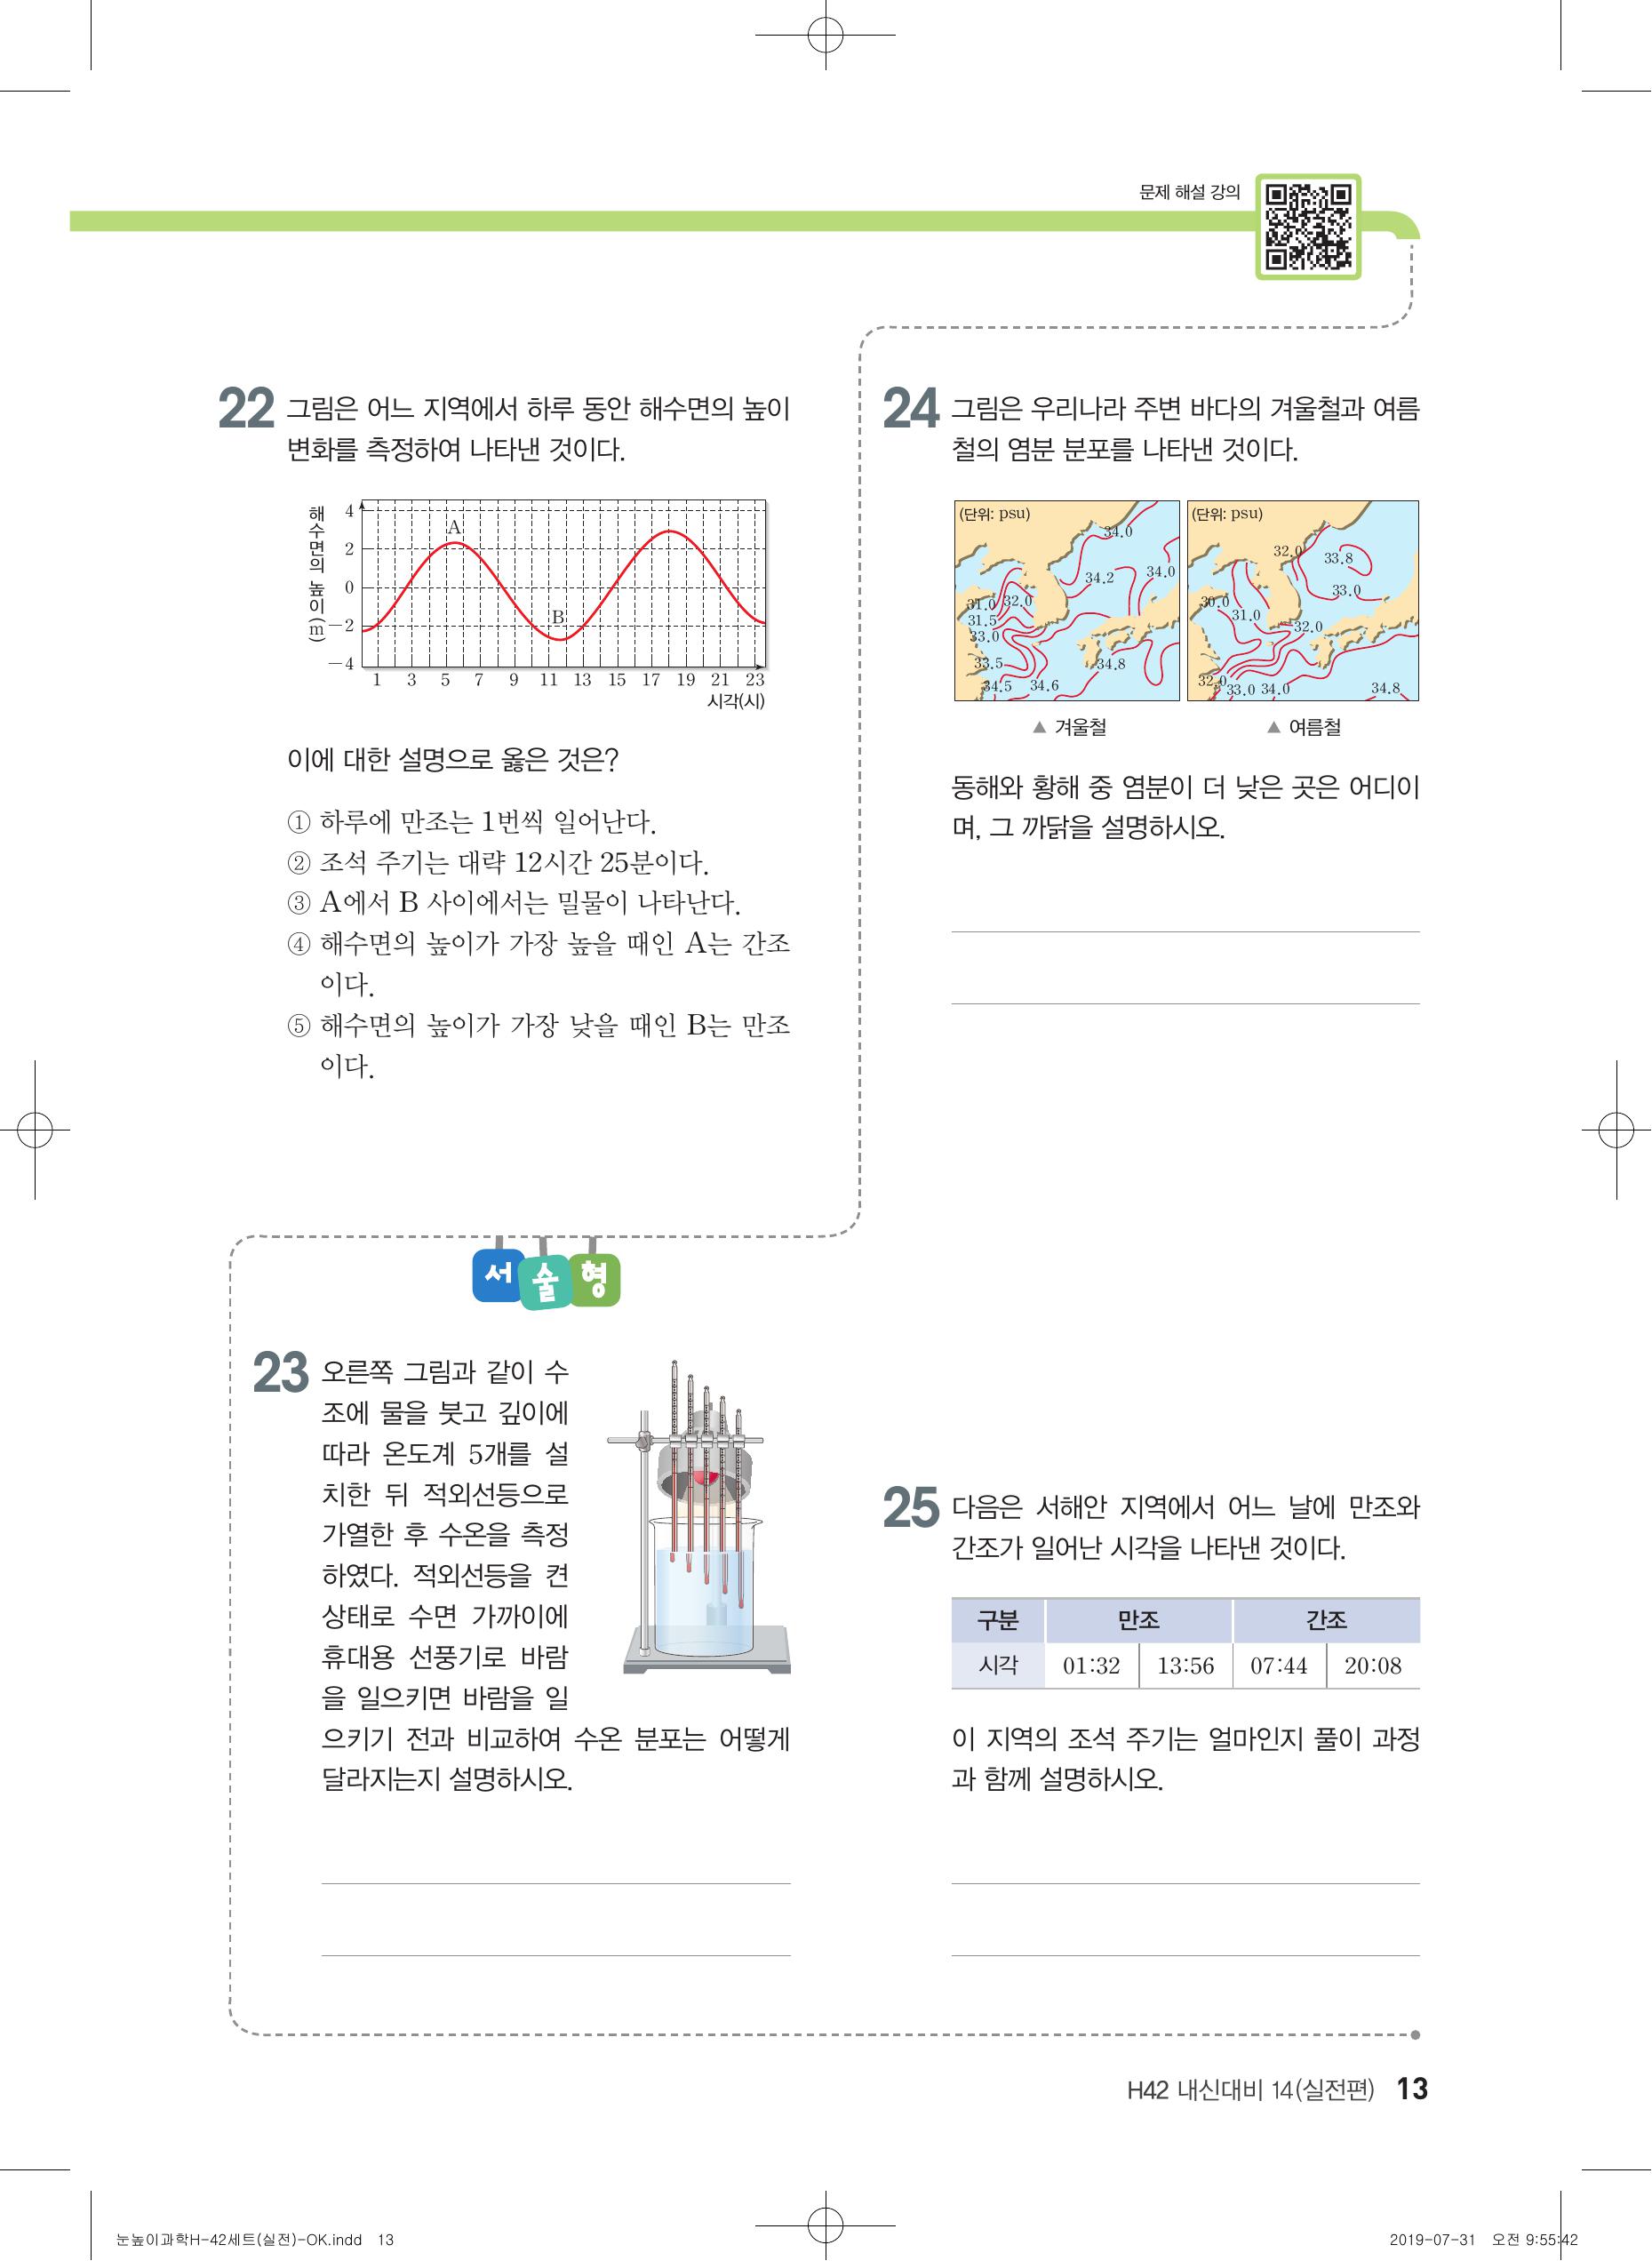 문제 해설 강의
22 그림은 어느 지역에서 하루 동안 해수면의 높이
변화를 측정하여 나타낸 것이다.
해수면의 높이(m)
4
2
0
-2
-4
A
B
1 3 5 7 9 11 13 15 17 19 21 23
시각(시)
이에 대한 설명으로 옳은 것은?
① 하루에 만조는 1번씩 일어난다.
② 조석 주기는 대략 12시간 25분이다.
③ A에서 B 사이에서는 밀물이 나타난다.
④ 해수면의 높이가 가장 높을 때인 A는 간조
이다.
⑤ 해수면의 높이가 가장 낮을 때인 B는 만조
이다.
서술형
23 오른쪽 그림과 같이 수
조에 물을 붓고 깊이에
따라 온도계 5개를 설
치한 뒤 적외선등으로
가열한 후 수온을 측정
하였다. 적외선등을 켠
상태로 수면 가까이에
휴대용 선풍기로 바람
을 일으키면 바람을 일
으키기 전과 비교하여 수온 분포는 어떻게
달라지는지 설명하시오.
24 그림은 우리나라 주변 바다의 겨울철과 여름
철의 염분 분포를 나타낸 것이다.
(단위: psu)
34.0
34.2
34.0
31.0
32.0
31.5
33.0
33.5
34.8
34.5
34.6
▲ 겨울철
(단위: psu)
32.0
33.8
33.0
30.0
31.0
32.0
32.0
33.0
34.0
34.8
▲ 여름철
동해와 황해 중 염분이 더 낮은 곳은 어디이
며, 그 까닭을 설명하시오.
25 다음은 서해안 지역에서 어느 날에 만조와
간조가 일어난 시각을 나타낸 것이다.
구분 만조 간조
시각 01:32 13:56 07:44 20:08
이 지역의 조석 주기는 얼마인지 풀이 과정
과 함께 설명하시오.
H42 내신대비 14(실전편) 13
눈높이과학H-42세트(실전)-OK.indd 13
2019-07-31 오전 9:55:42